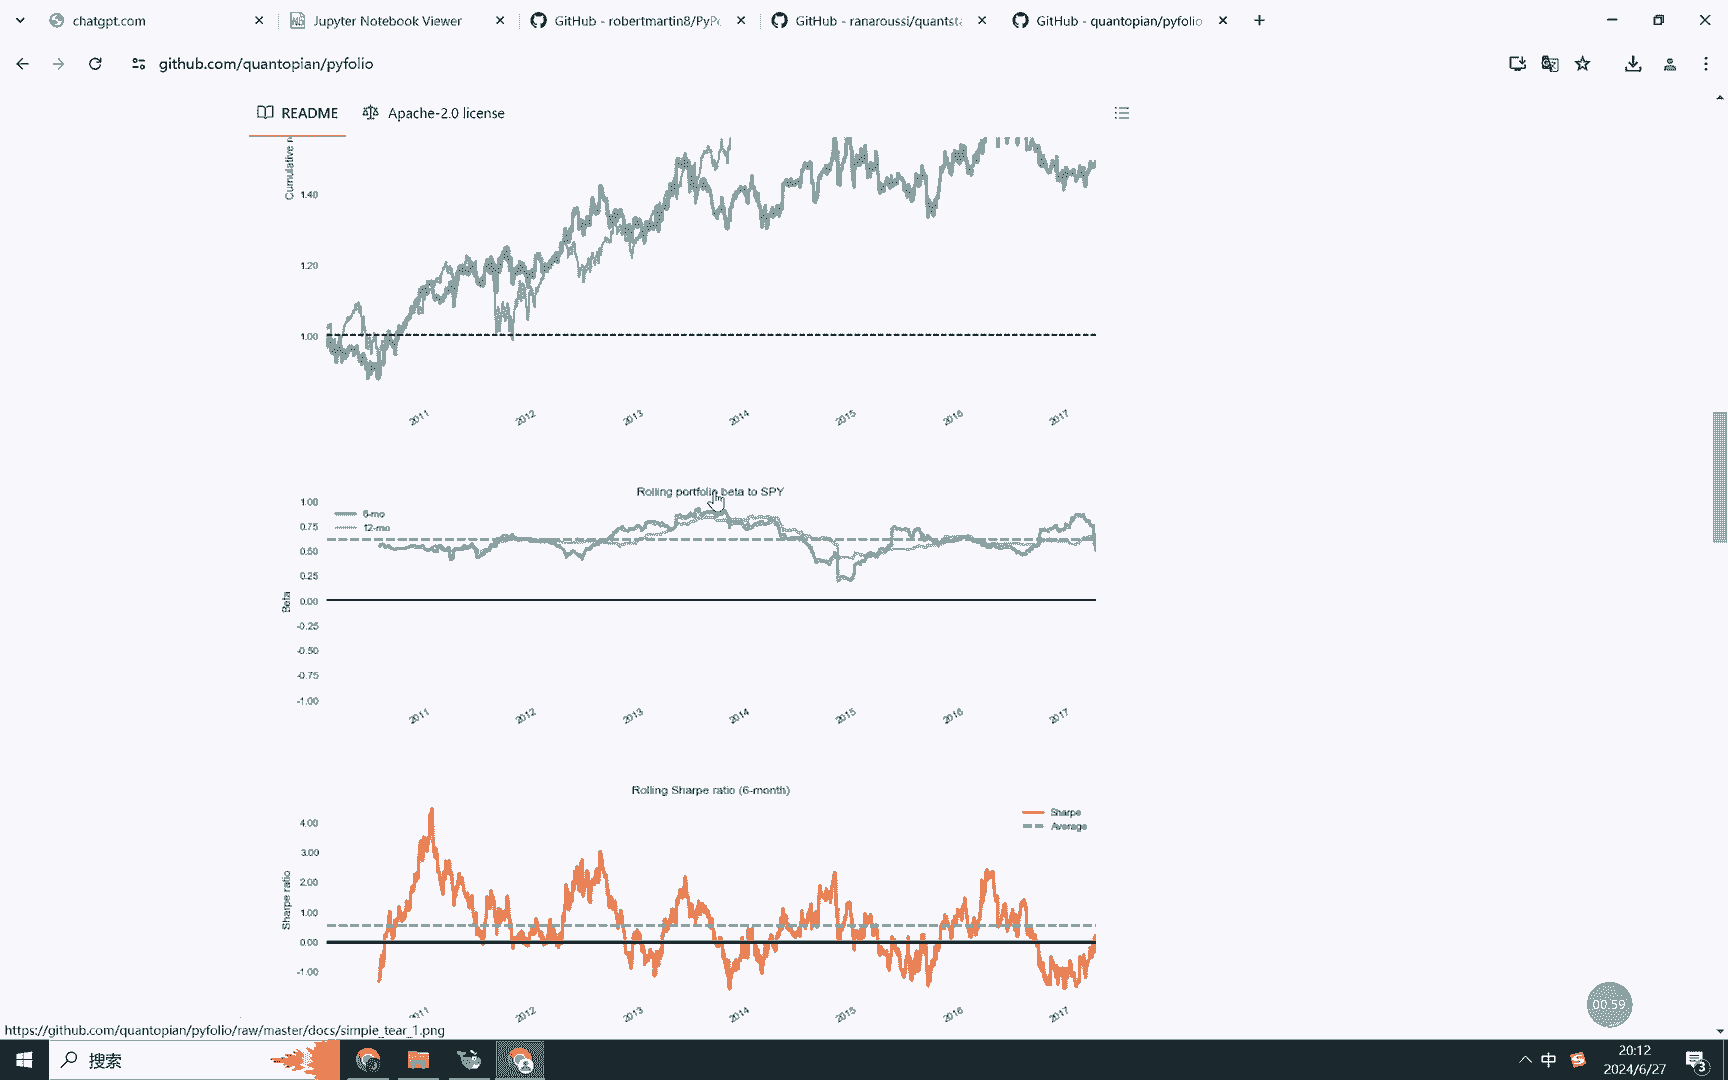 chatgpt.com
Jupyter Notebook Viewer
GitHub - robertmartin8/PyPo
GitHub - ranaroussi/quantsta
GitHub - quantopian/pyfolio
github.com/quantopian/pyfolio
README
Apache-2.0 license
Cumulative r
1.40
1.20
1.00
2011
2012
2013
2014
2015
2016
2017
Rolling portfolio beta to SPY
6-mo
12-mo
Beta
1.00
0.75
0.50
0.25
0.00
-0.25
-0.50
-0.75
-1.00
2011
2012
2013
2014
2015
2016
2017
Rolling Sharpe ratio (6-month)
Sharpe
Average
Sharpe ratio
4.00
3.00
2.00
1.00
0.00
-1.00
2011
2012
2013
2014
2015
2016
2017
00:59
https://github.com/quantopian/pyfolio/raw/master/docs/simple_tear_1.png
搜索
中
20:12
2024/6/27
3